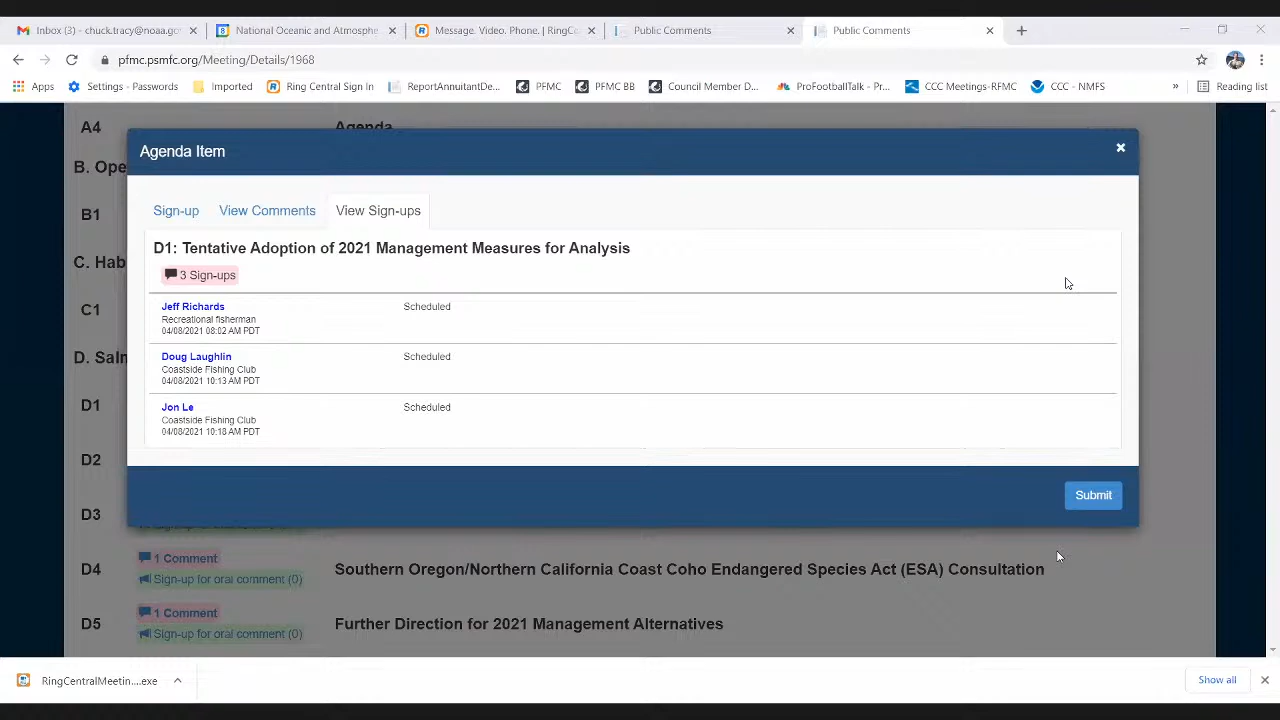 Inbox (3) - chuck.tracy@noaa.gov
National Oceanic and Atmosphe
Message. Video. Phone. | RingCe
Public Comments
Public Comments
pfmc.psmfc.org/Meeting/Details/1968
Apps
Settings - Passwords
Imported
Ring Central Sign In
ReportAnnuitantDe...
PFMC
PFMC BB
Council Member D...
ProFootballTalk - Pr...
CCC Meetings-RFMC
CCC - NMFS
»
Reading list
A4 Agenda
B. Ope
B1
C. Hab
C1
D. Saln
D1
D2
D3
Agenda Item
Sign-up View Comments View Sign-ups
D1: Tentative Adoption of 2021 Management Measures for Analysis
3 Sign-ups
Jeff Richards Scheduled
Recreational fisherman
04/08/2021 08:02 AM PDT
Doug Laughlin Scheduled
Coastside Fishing Club
04/08/2021 10:13 AM PDT
Jon Le Scheduled
Coastside Fishing Club
04/08/2021 10:18 AM PDT
Submit
1 Comment
D4 Southern Oregon/Northern California Coast Coho Endangered Species Act (ESA) Consultation
Sign-up for oral comment (0)
1 Comment
D5 Further Direction for 2021 Management Alternatives
Sign-up for oral comment (0)
RingCentralMeetin....exe
Show all